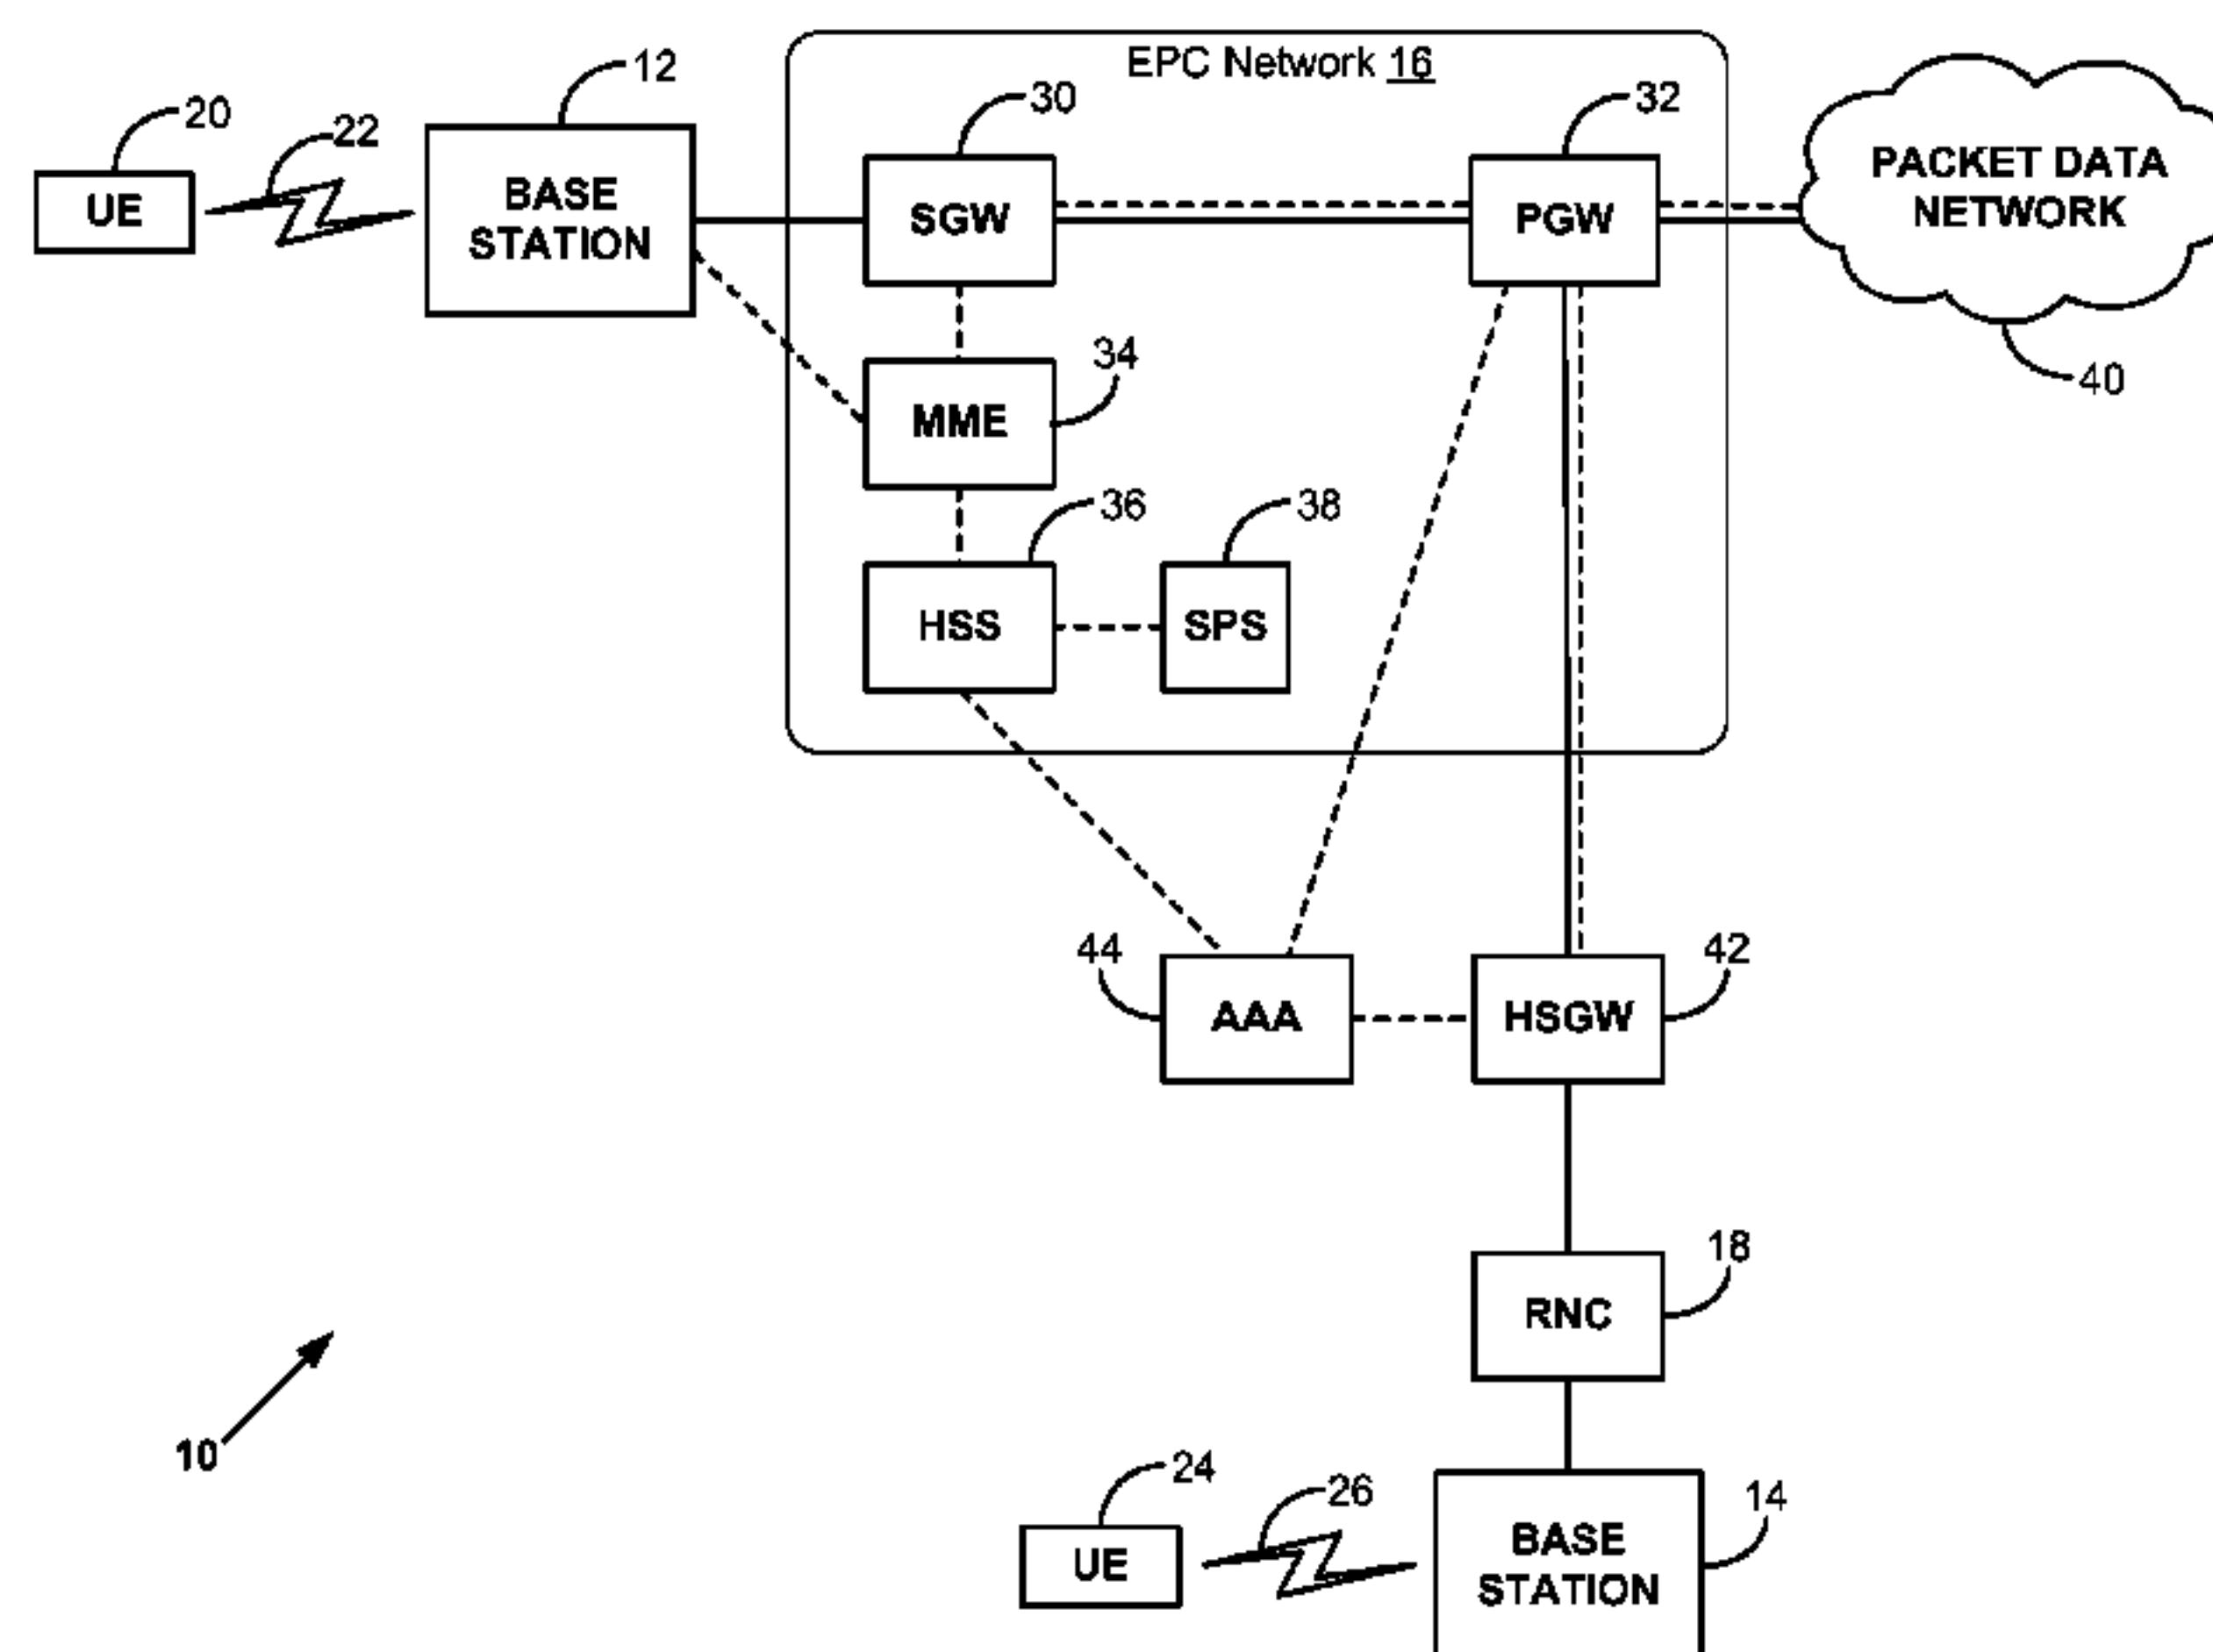 EPC Network 16
12
20
22
30
32
UE
BASE
STATION
SGW
PGW
PACKET DATA
NETWORK
34
40
MME
36
38
HSS
SPS
44
42
AAA
HSGW
18
RNC
10
24
26
14
UE
BASE
STATION